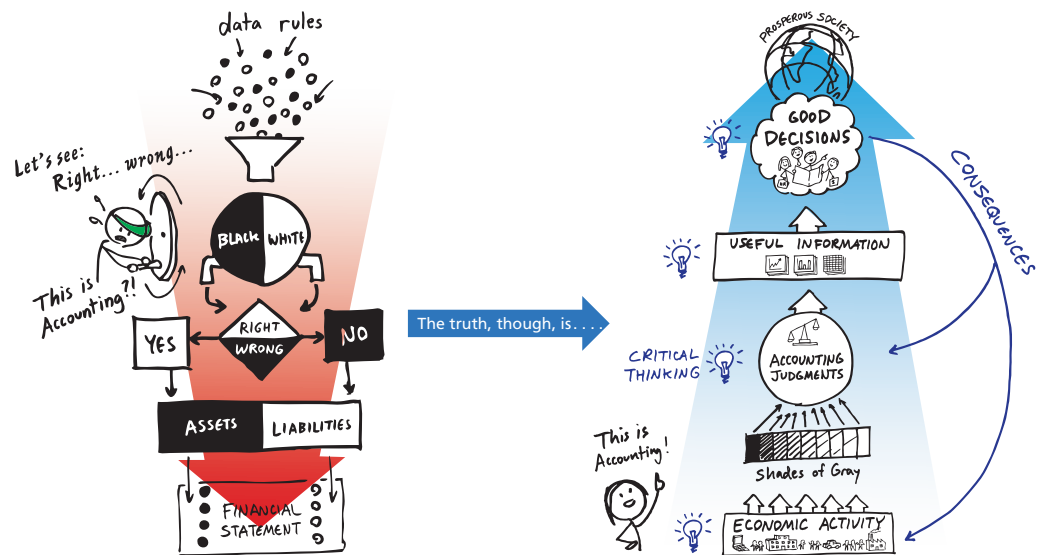 data rules
Let's see:
Right... wrong...
BLACK
WHITE
This is
Accounting?!
RIGHT
WRONG
YES
NO
ASSETS
LIABILITIES
FINANCIAL
STATEMENT
The truth, though, is....
PROSPEROUS SOCIETY
GOOD
DECISIONS
CONSEQUENCES
USEFUL INFORMATION
CRITICAL
THINKING
ACCOUNTING
JUDGMENTS
This is
Accounting!
Shades of Gray
ECONOMIC ACTIVITY